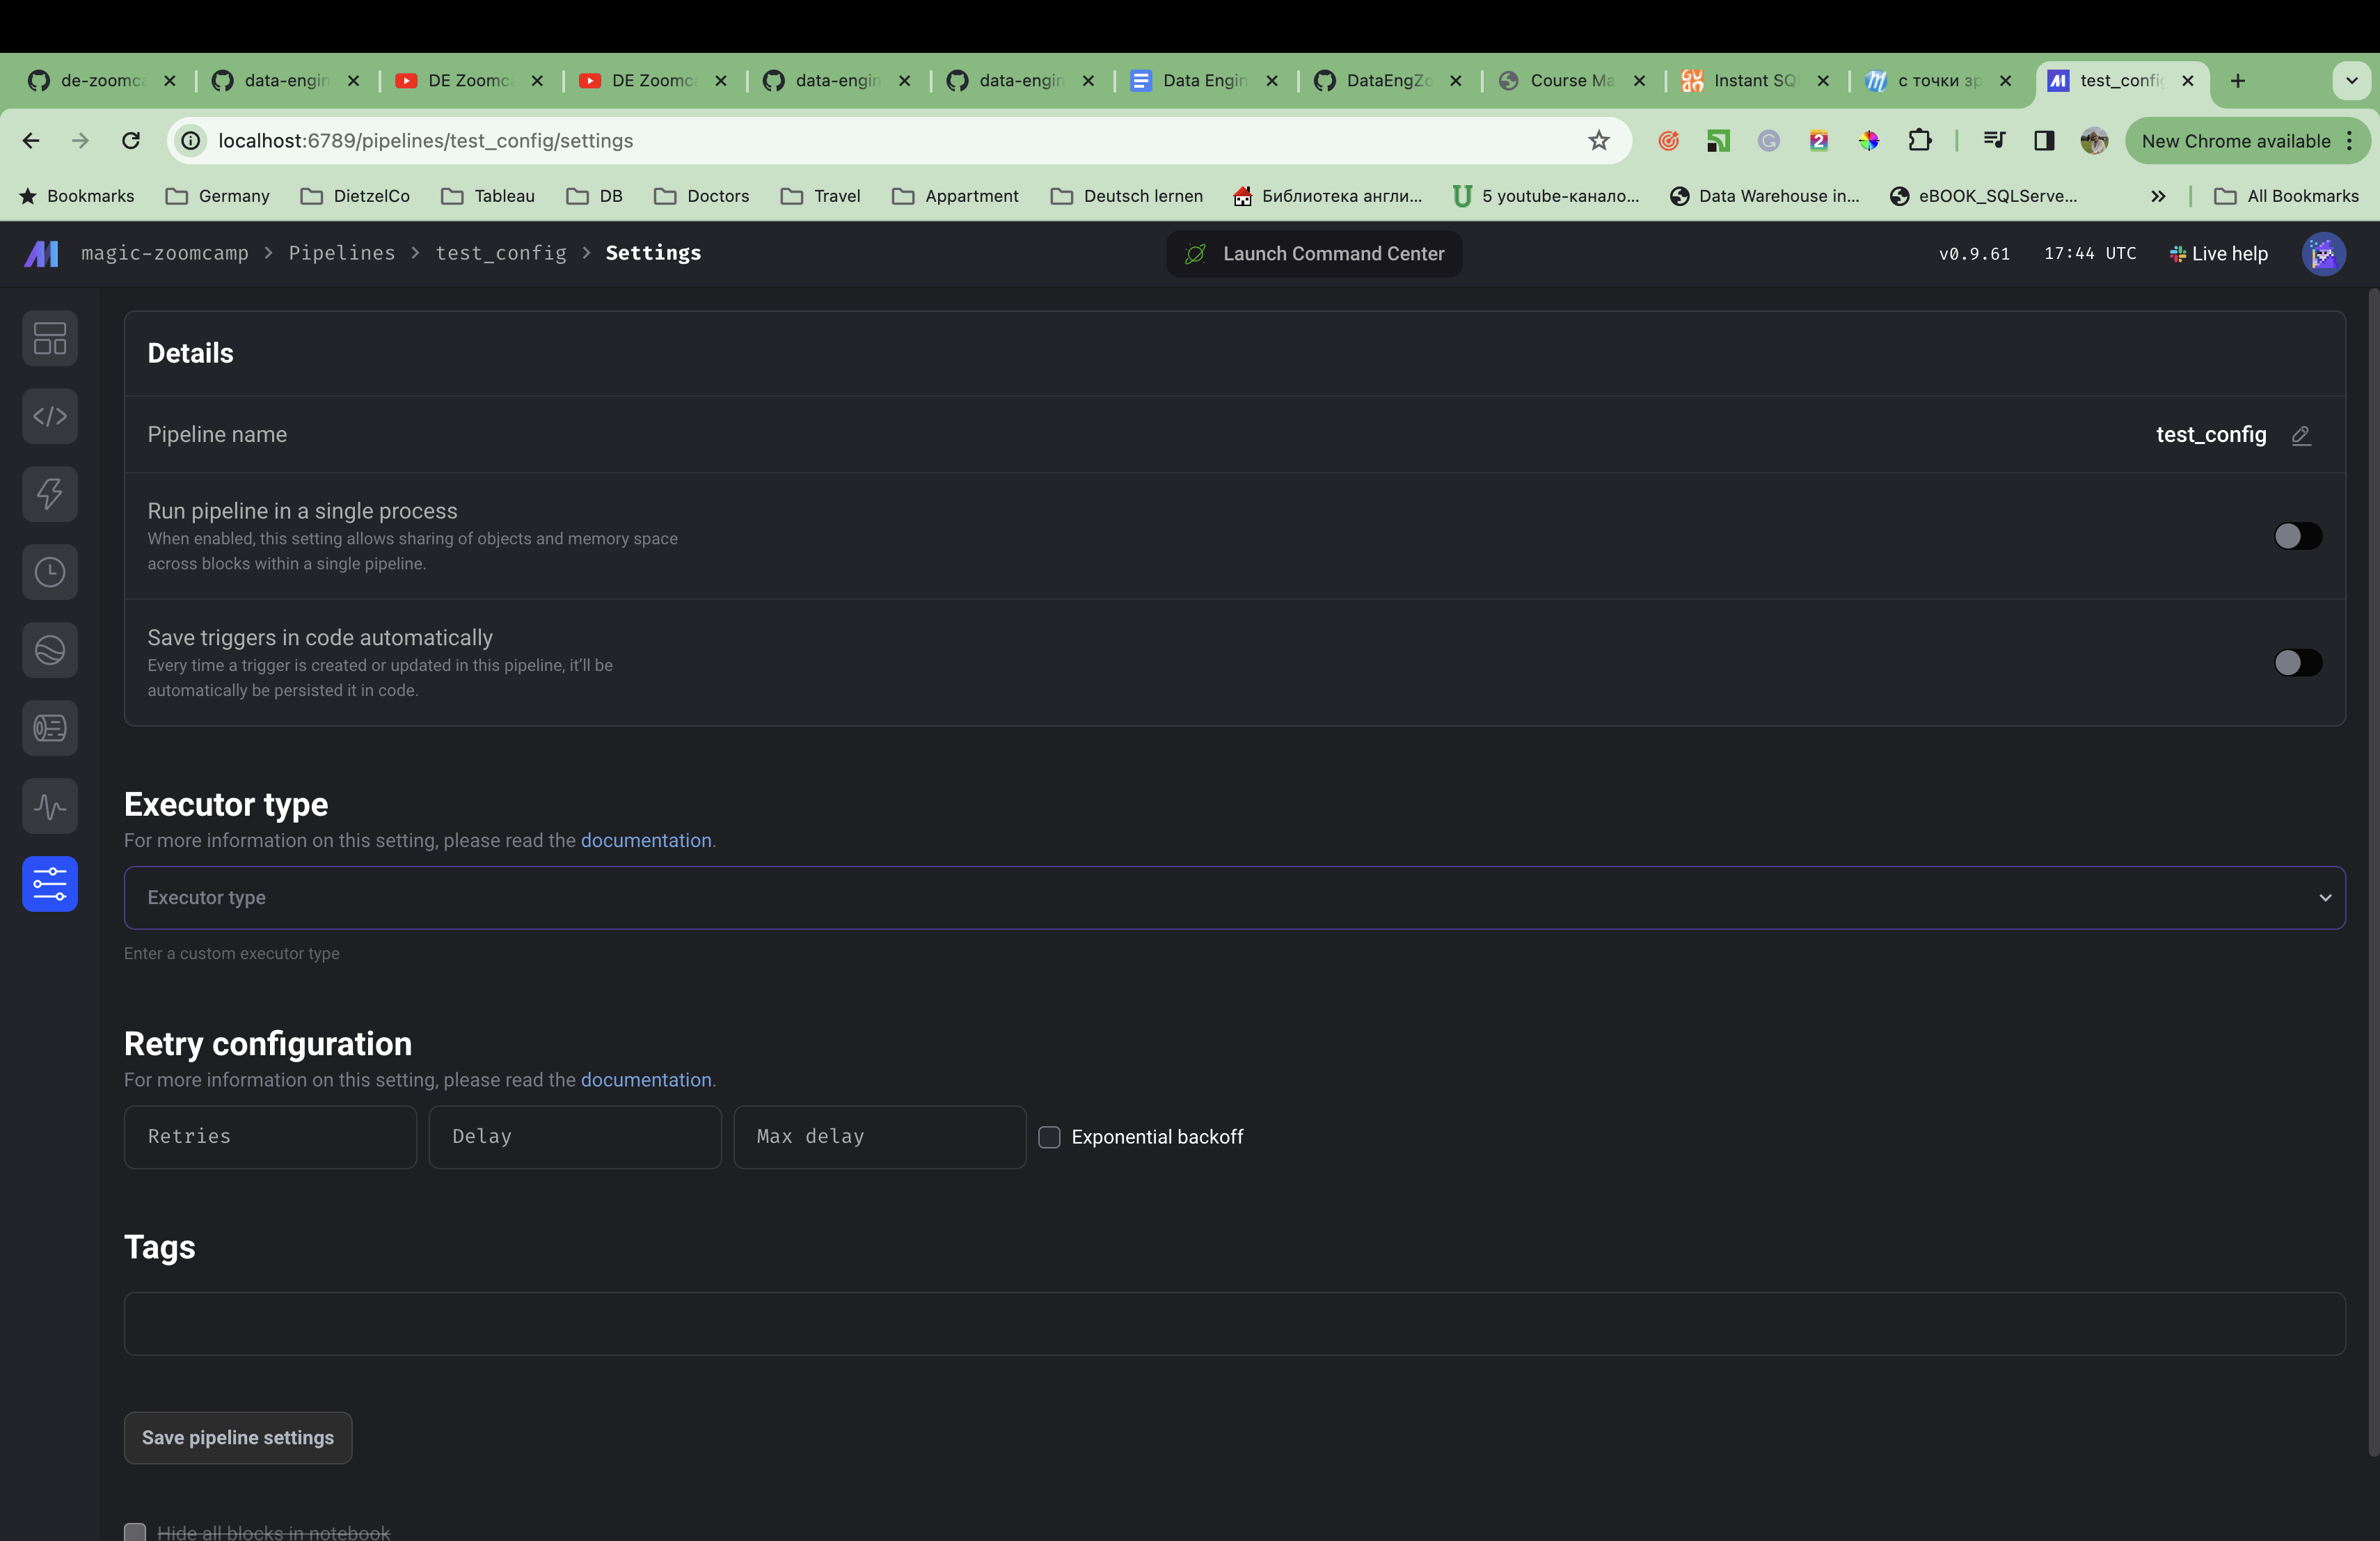 de-zoomc
data-engin
DE Zoomc
DE Zoomc
data-engin
data-engin
Data Engin
DataEngZo
Course Ma
Instant SQ
с точки зр
test_confi
localhost:6789/pipelines/test_config/settings
New Chrome available
Bookmarks
Germany
DietzelCo
Tableau
DB
Doctors
Travel
Appartment
Deutsch lernen
Библиотека англи...
5 youtube-канало...
Data Warehouse in...
eBOOK_SQLServe...
All Bookmarks
magic-zoomcamp > Pipelines > test_config > Settings
Launch Command Center
v0.9.61
17:44 UTC
Live help
Details
Pipeline name
test_config
Run pipeline in a single process
When enabled, this setting allows sharing of objects and memory space
across blocks within a single pipeline.
Save triggers in code automatically
Every time a trigger is created or updated in this pipeline, it'll be
automatically be persisted it in code.
Executor type
For more information on this setting, please read the documentation.
Executor type
Enter a custom executor type
Retry configuration
For more information on this setting, please read the documentation.
Retries
Delay
Max delay
Exponential backoff
Tags
Save pipeline settings
Hide all blocks in notebook